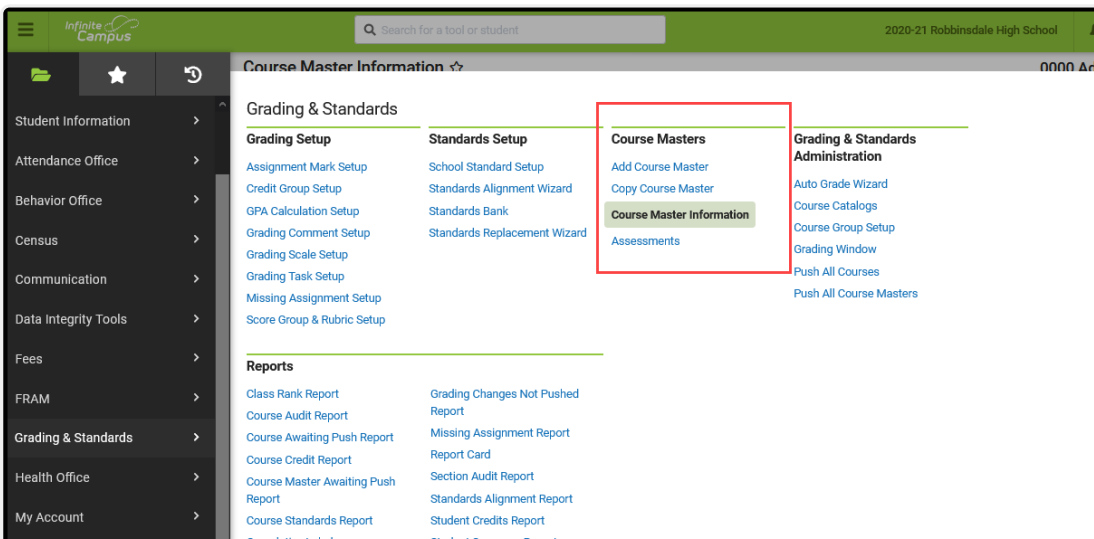 Infinite
Campus
Search for a tool or student
2020-21 Robbinsdale High School
Course Master Information
0000 Ad
Student Information
Attendance Office
Behavior Office
Census
Communication
Data Integrity Tools
Fees
FRAM
Grading & Standards
Health Office
My Account
Grading & Standards
Grading Setup
Assignment Mark Setup
Credit Group Setup
GPA Calculation Setup
Grading Comment Setup
Grading Scale Setup
Grading Task Setup
Missing Assignment Setup
Score Group & Rubric Setup
Standards Setup
School Standard Setup
Standards Alignment Wizard
Standards Bank
Standards Replacement Wizard
Course Masters
Add Course Master
Copy Course Master
Course Master Information
Assessments
Grading & Standards
Administration
Auto Grade Wizard
Course Catalogs
Course Group Setup
Grading Window
Push All Courses
Push All Course Masters
Reports
Class Rank Report
Course Audit Report
Course Awaiting Push Report
Course Credit Report
Course Master Awaiting Push
Report
Course Standards Report
Grading Changes Not Pushed
Report
Missing Assignment Report
Report Card
Section Audit Report
Standards Alignment Report
Student Credits Report